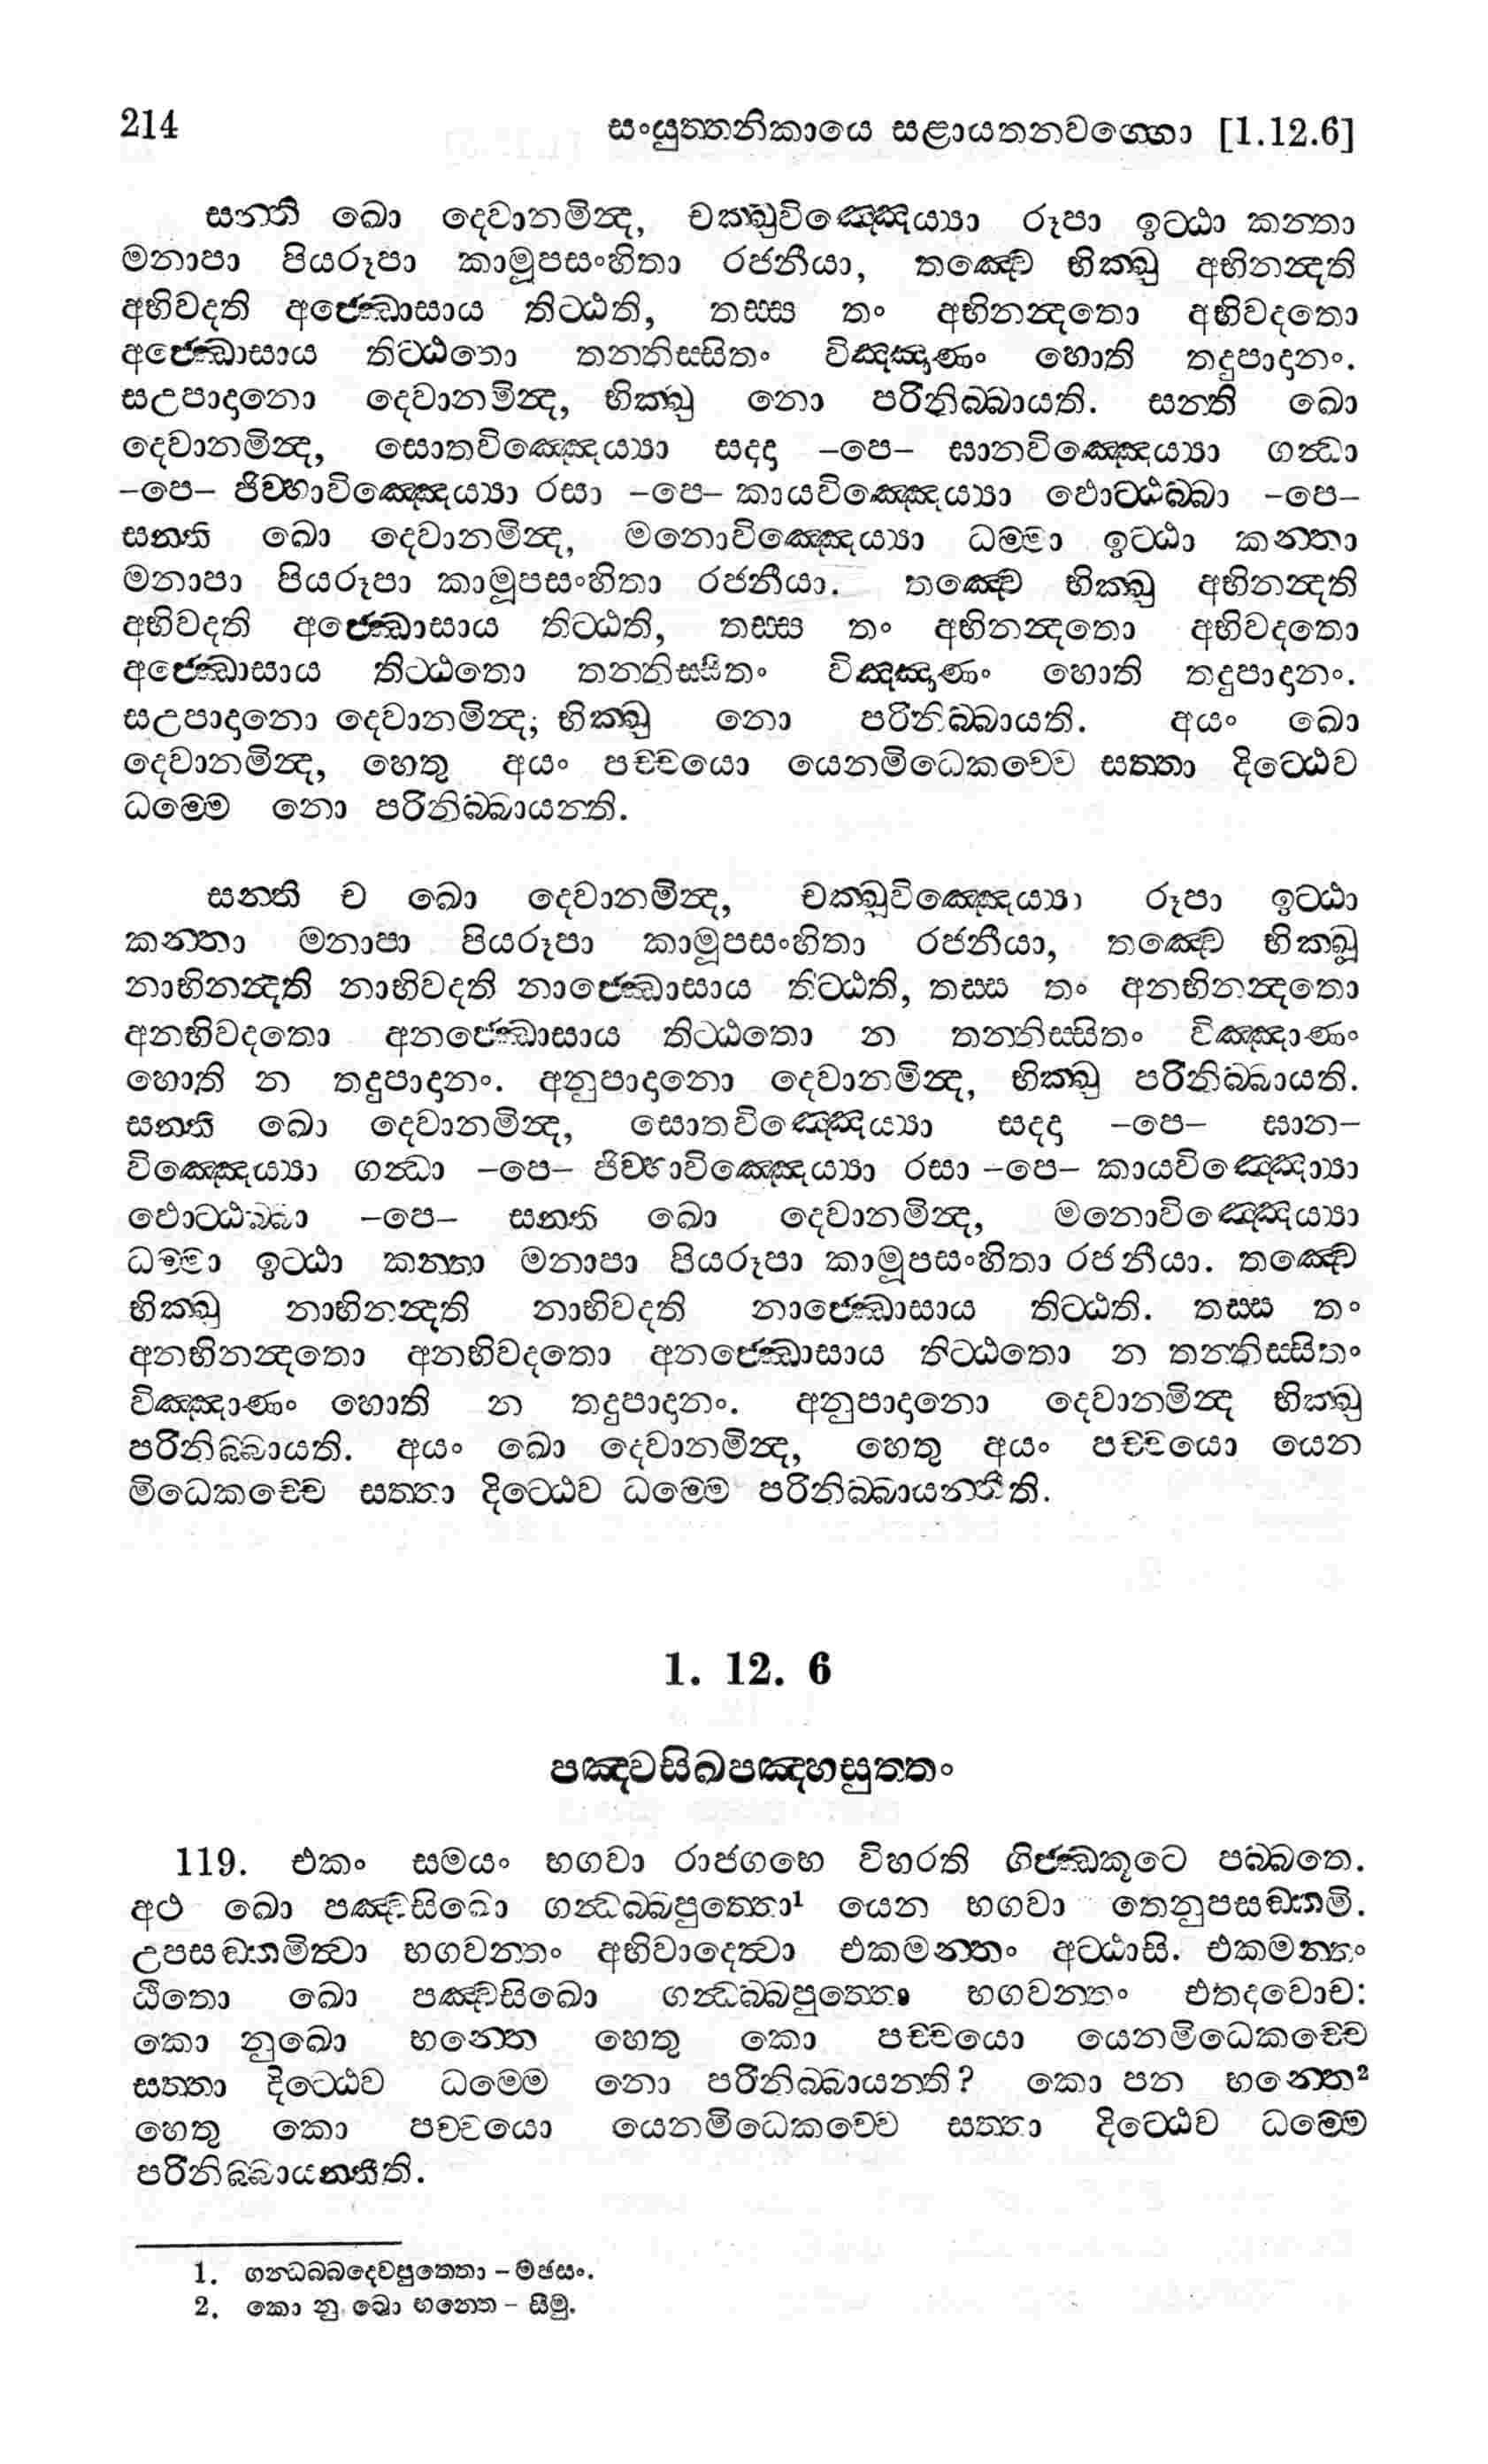 214 සංයුත්තනිකායෙ සළායතනවග්ගො [1.12.6]
සන්ති ඛො දෙවානමින්ද, චක්ඛුවිඤ්ඤෙය්‍යා රූපා ඉට්ඨා කන්තා
මනාපා පියරූපා කාමූපසංහිතා රජනීයා, තඤ්චෙ භික්ඛු අභිනන්දති
අභිවදති අජ්ඣොසාය තිට්ඨති, තස්ස තං අභිනන්දතො අභිවදතො
අජ්ඣොසාය තිට්ඨතො තන්නිස්සිතං විඤ්ඤාණං හොති තදුපාදානං.
සඋපාදානො දෙවානමින්ද, භික්ඛු නො පරිනිබ්බායති. සන්ති ඛො
දෙවානමින්ද, සොතවිඤ්ඤෙය්‍යා සද්දා –පෙ– ඝානවිඤ්ඤෙය්‍යා ගන්ධා
–පෙ– ජිව්හාවිඤ්ඤෙය්‍යා රසා –පෙ– කායවිඤ්ඤෙය්‍යා ඵොට්ඨබ්බා –පෙ–
සන්ති ඛො දෙවානමින්ද, මනොවිඤ්ඤෙය්‍යා ධම්මා ඉට්ඨා කන්තා
මනාපා පියරූපා කාමූපසංහිතා රජනීයා. තඤ්චෙ භික්ඛු අභිනන්දති
අභිවදති අජ්ඣොසාය තිට්ඨති, තස්ස තං අභිනන්දතො අභිවදතො
අජ්ඣොසාය තිට්ඨතො තන්නිස්සිතං විඤ්ඤාණං හොති තදුපාදානං.
සඋපාදානො දෙවානමින්ද; භික්ඛු නො පරිනිබ්බායති. අයං ඛො
දෙවානමින්ද, හෙතු අයං පච්චයො යෙනමිධෙකච්චෙ සත්තා දිට්ඨෙව
ධම්මෙ නො පරිනිබ්බායන්ති.
සන්ති ච ඛො දෙවානමින්ද, චක්ඛුවිඤ්ඤෙය්‍යා රූපා ඉට්ඨා
කන්තා මනාපා පියරූපා කාමූපසංහිතා රජනීයා, තඤ්චෙ භික්ඛු
නාභිනන්දති නාභිවදති නාජ්ඣොසාය තිට්ඨති, තස්ස තං අනභිනන්දතො
අනභිවදතො අනජ්ඣොසාය තිට්ඨතො න තන්නිස්සිතං විඤ්ඤාණං
හොති න තදුපාදානං. අනුපාදානො දෙවානමින්ද, භික්ඛු පරිනිබ්බායති.
සන්ති ඛො දෙවානමින්ද, සොතවිඤ්ඤෙය්‍යා සද්දා –පෙ– ඝාන–
විඤ්ඤෙය්‍යා ගන්ධා –පෙ– ජිව්හාවිඤ්ඤෙය්‍යා රසා –පෙ– කායවිඤ්ඤෙය්‍යා
ඵොට්ඨබ්බා –පෙ– සන්ති ඛො දෙවානමින්ද, මනොවිඤ්ඤෙය්‍යා
ධම්මා ඉට්ඨා කන්තා මනාපා පියරූපා කාමූපසංහිතා රජනීයා. තඤ්චෙ
භික්ඛු නාභිනන්දති නාභිවදති නාජ්ඣොසාය තිට්ඨති. තස්ස තං
අනභිනන්දතො අනභිවදතො අනජ්ඣොසාය තිට්ඨතො න තන්නිස්සිතං
විඤ්ඤාණං හොති න තදුපාදානං. අනුපාදානො දෙවානමින්ද භික්ඛු
පරිනිබ්බායති. අයං ඛො දෙවානමින්ද, හෙතු අයං පච්චයො යෙන
මිධෙකච්චෙ සත්තා දිට්ඨෙව ධම්මෙ පරිනිබ්බායන්තීති.
1. 12. 6
පඤ්චසිඛපඤ්හසුත්තං
119. එකං සමයං භගවා රාජගහෙ විහරති ගිජ්ඣකූටෙ පබ්බතෙ.
අථ ඛො පඤ්චසිඛො ගන්ධබ්බපුත්තො1 යෙන භගවා තෙනුපසඞ්කමි.
උපසඞ්කමිත්වා භගවන්තං අභිවාදෙත්වා එකමන්තං අට්ඨාසි. එකමන්තං
ඨිතො ඛො පඤ්චසිඛො ගන්ධබ්බපුත්තො භගවන්තං එතදවොච:
කො නුඛො භන්තෙ හෙතු කො පච්චයො යෙනමිධෙකච්චෙ
සත්තා දිට්ඨෙව ධම්මෙ නො පරිනිබ්බායන්ති? කො පන භන්තෙ2
හෙතු කො පච්චයො යෙනමිධෙකච්චෙ සත්තා දිට්ඨෙව ධම්මෙ
පරිනිබ්බායන්තීති.
1. ගන්ධබ්බදෙවපුත්තො – මජසං.
2. කො නු ඛො භන්තෙ – සීමු.